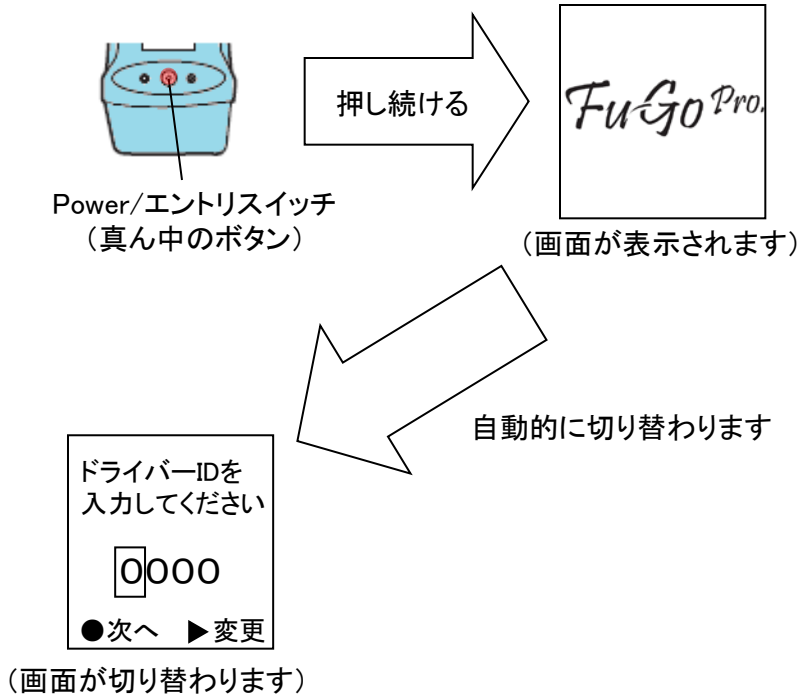 押し続ける
FuGo Pro.
Power/エントリスイッチ
（真ん中のボタン）
（画面が表示されます）
自動的に切り替わります
ドライバーIDを
入力してください
0000
●次へ ▶変更
（画面が切り替わります）